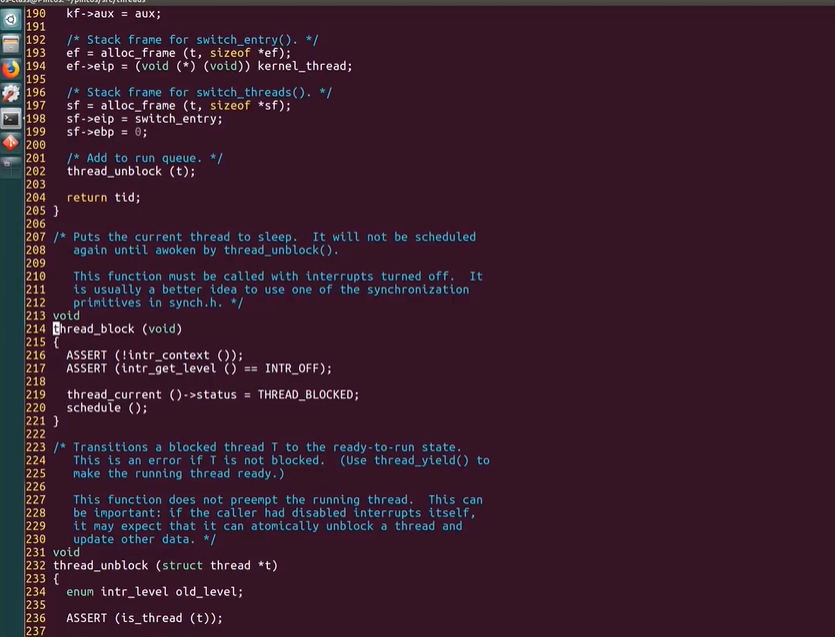 os-class@Pintos: ~/pintos/src/threads
190 kf->aux = aux;
191
192 /* Stack frame for switch_entry(). */
193 ef = alloc_frame (t, sizeof *ef);
194 ef->eip = (void (*) (void)) kernel_thread;
195
196 /* Stack frame for switch_threads(). */
197 sf = alloc_frame (t, sizeof *sf);
198 sf->eip = switch_entry;
199 sf->ebp = 0;
200
201 /* Add to run queue. */
202 thread_unblock (t);
203
204 return tid;
205 }
206
207 /* Puts the current thread to sleep.  It will not be scheduled
208 again until awoken by thread_unblock().
209
210 This function must be called with interrupts turned off.  It
211 is usually a better idea to use one of the synchronization
212 primitives in synch.h. */
213 void
214 thread_block (void)
215 {
216 ASSERT (!intr_context ());
217 ASSERT (intr_get_level () == INTR_OFF);
218
219 thread_current ()->status = THREAD_BLOCKED;
220 schedule ();
221 }
222
223 /* Transitions a blocked thread T to the ready-to-run state.
224 This is an error if T is not blocked.  (Use thread_yield() to
225 make the running thread ready.)
226
227 This function does not preempt the running thread.  This can
228 be important: if the caller had disabled interrupts itself,
229 it may expect that it can atomically unblock a thread and
230 update other data. */
231 void
232 thread_unblock (struct thread *t)
233 {
234 enum intr_level old_level;
235
236 ASSERT (is_thread (t));
237